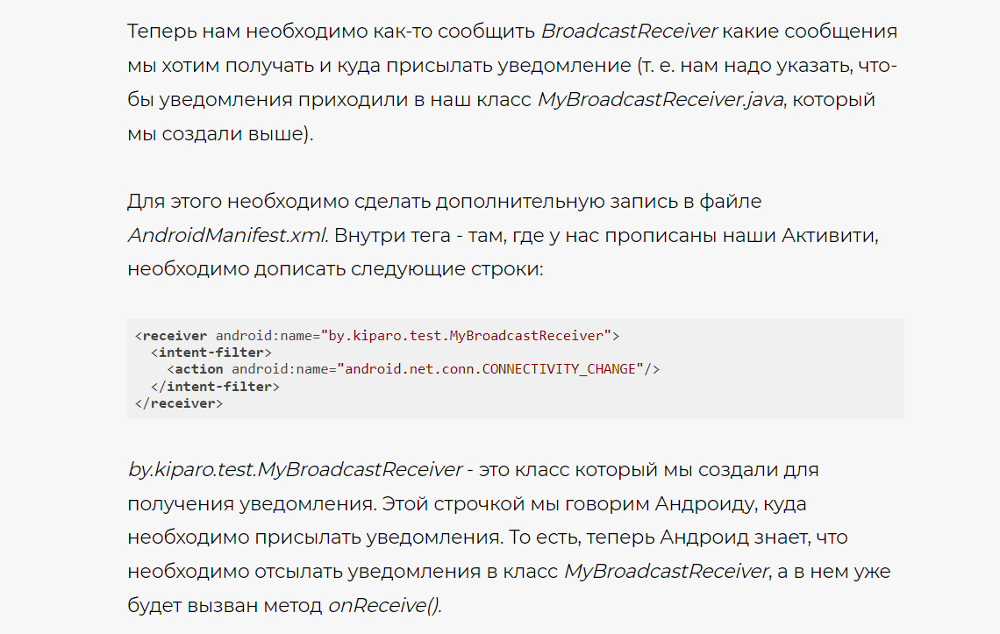 Теперь нам необходимо как-то сообщить BroadcastReceiver какие сообщения
мы хотим получать и куда присылать уведомление (т. е. нам надо указать, что-
бы уведомления приходили в наш класс MyBroadcastReceiver.java, который
мы создали выше).
Для этого необходимо сделать дополнительную запись в файле
AndroidManifest.xml. Внутри тега - там, где у нас прописаны наши Активити,
необходимо дописать следующие строки:
<receiver android:name="by.kiparo.test.MyBroadcastReceiver">
<intent-filter>
<action android:name="android.net.conn.CONNECTIVITY_CHANGE"/>
</intent-filter>
</receiver>
by.kiparo.test.MyBroadcastReceiver - это класс который мы создали для
получения уведомления. Этой строчкой мы говорим Андроиду, куда
необходимо присылать уведомления. То есть, теперь Андроид знает, что
необходимо отсылать уведомления в класс MyBroadcastReceiver, а в нем уже
будет вызван метод onReceive().